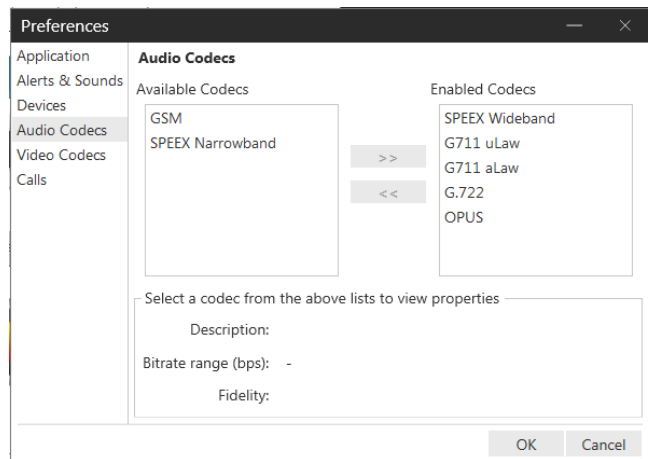 Preferences
Application
Alerts & Sounds
Devices
Audio Codecs
Video Codecs
Calls
Audio Codecs
Available Codecs
GSM
SPEEX Narrowband
>>
<<
Enabled Codecs
SPEEX Wideband
G711 uLaw
G711 aLaw
G.722
OPUS
Select a codec from the above lists to view properties
Description:
Bitrate range (bps): -
Fidelity:
OK Cancel